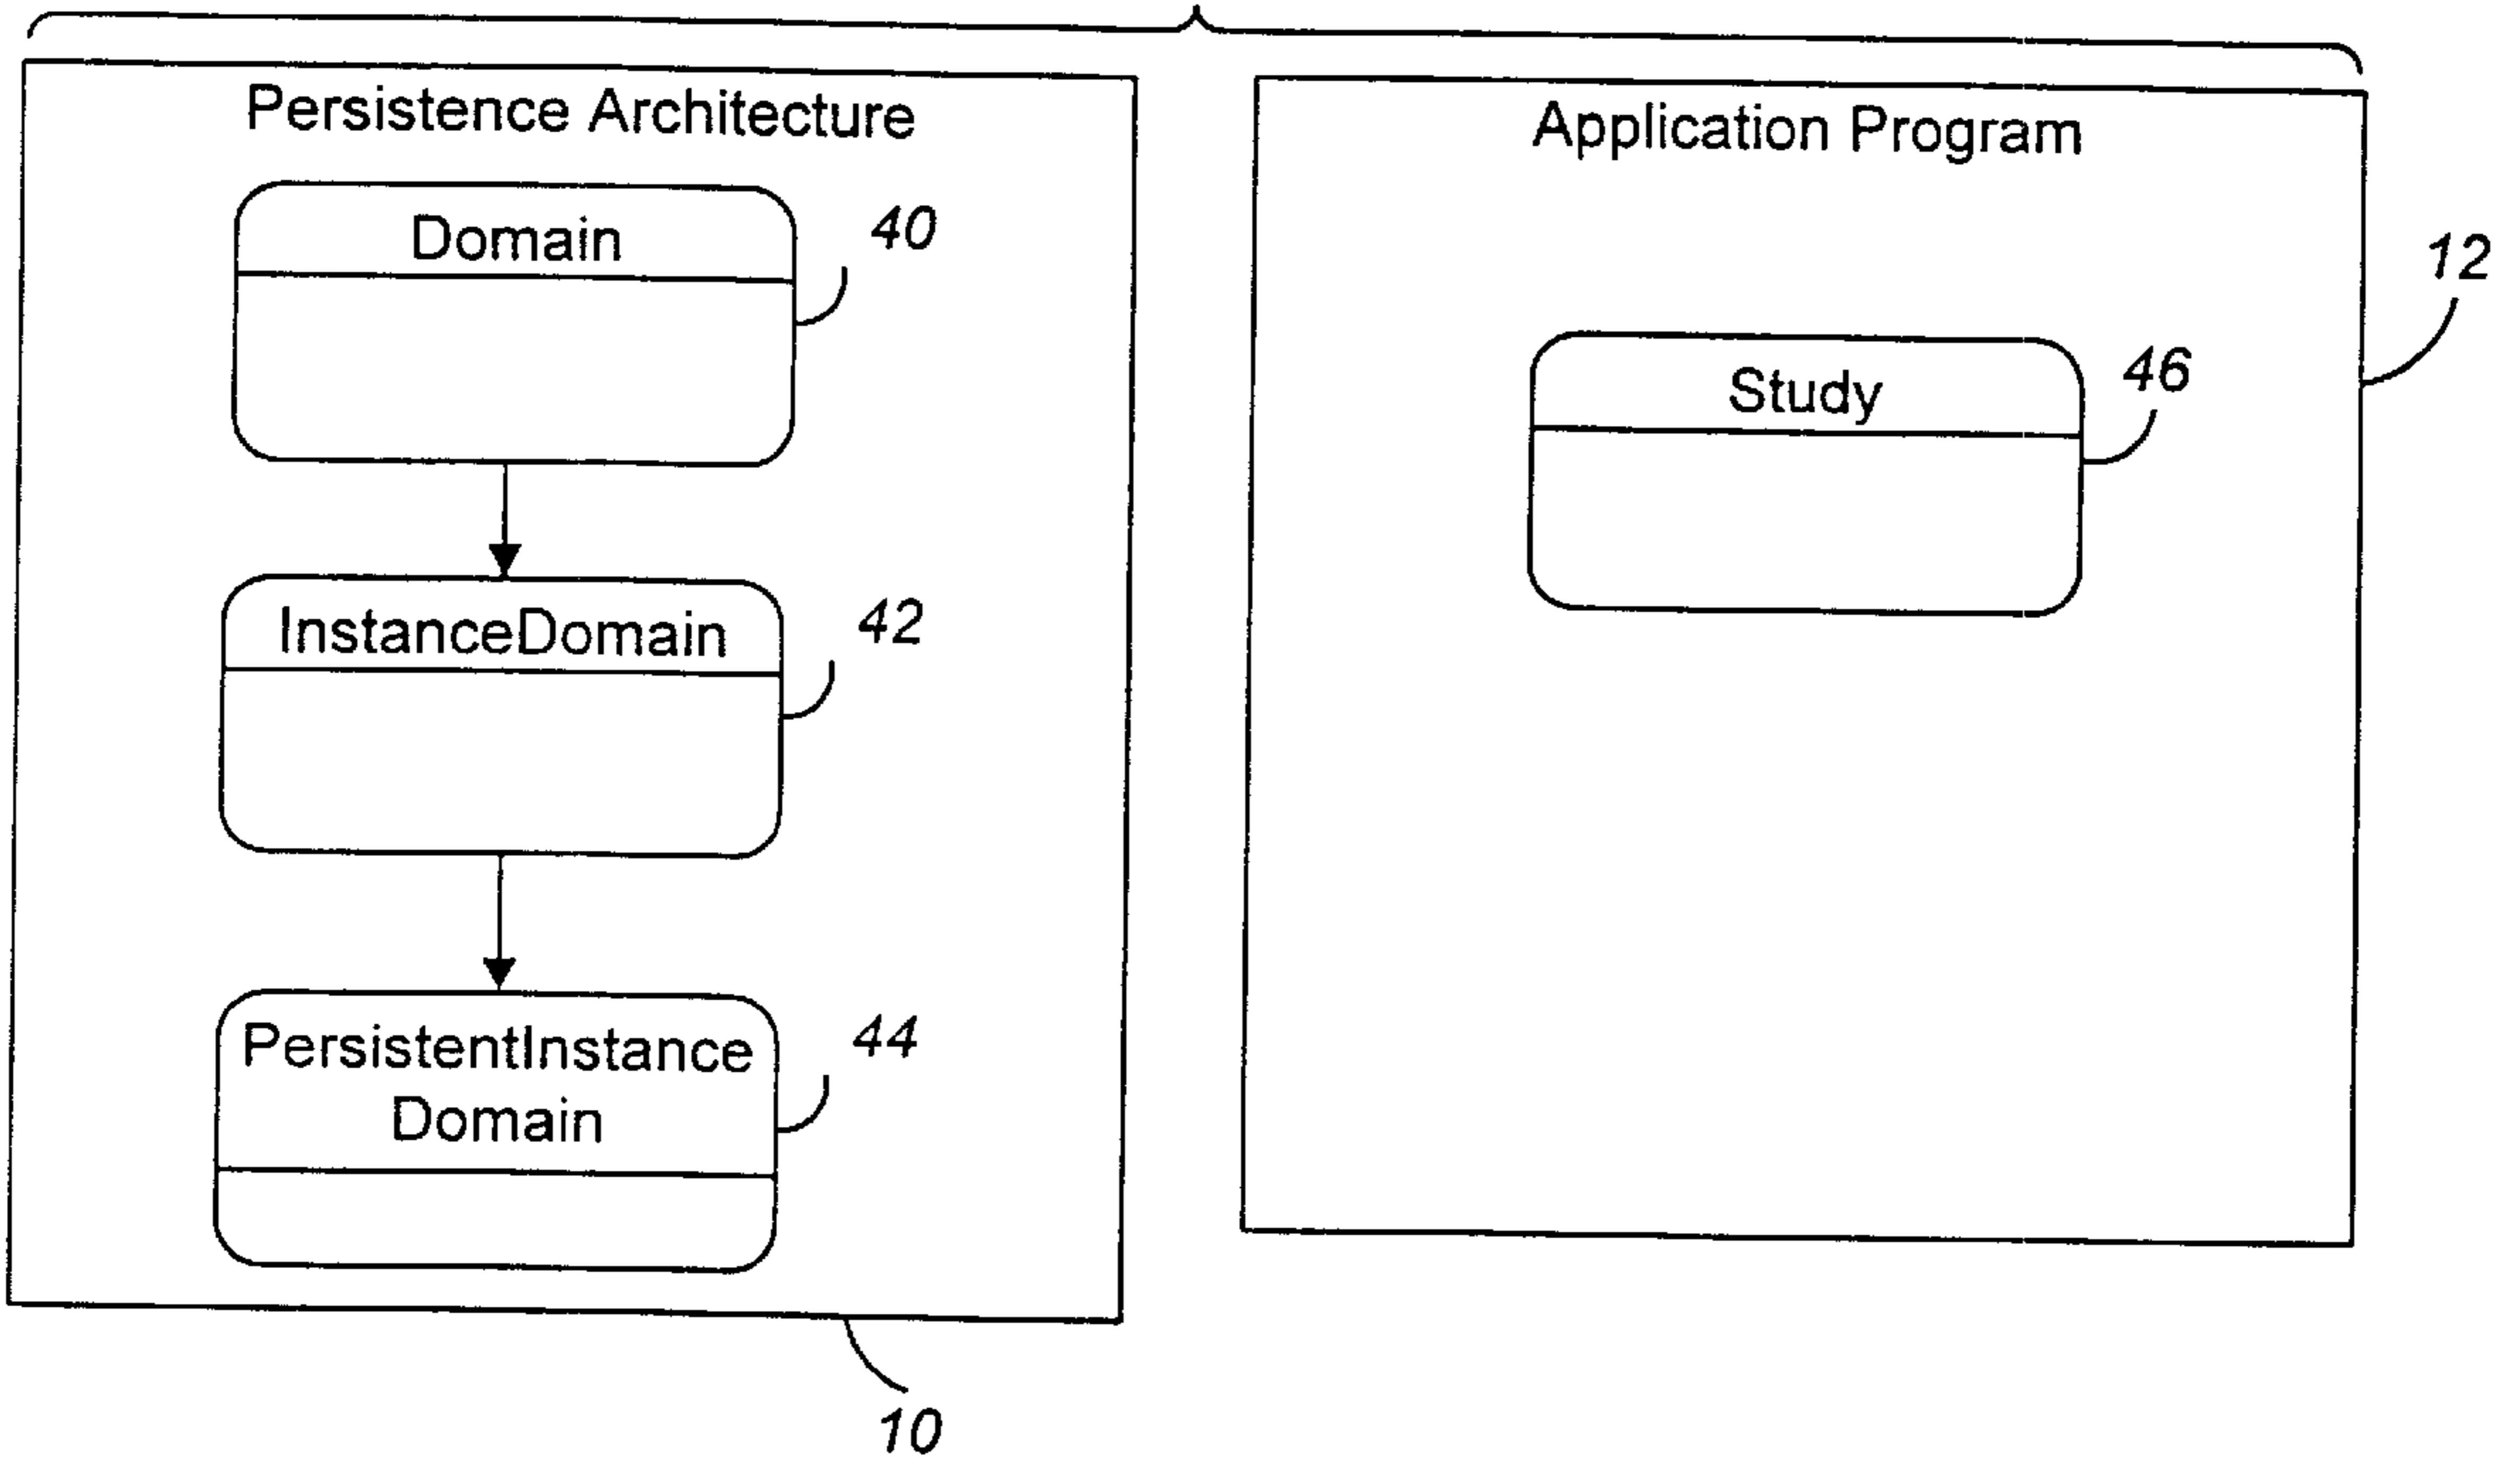 Persistence Architecture
Domain
40
InstanceDomain
42
PersistentInstance
Domain
44
10
Application Program
12
Study
46